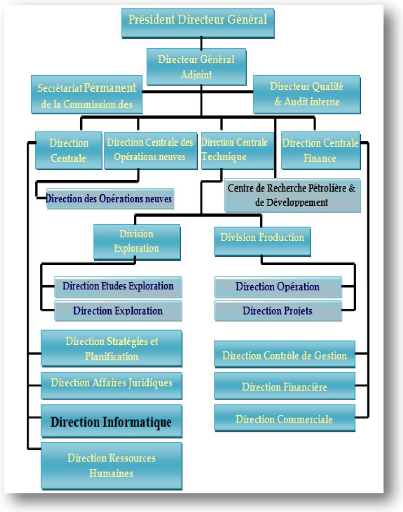 Président Directeur Général
Directeur Général
Adjoint
Secrétariat Permanent
de la Commission des
Directeur Qualité
& Audit interne
Direction
Centrale
Direction Centrale des
Opérations neuves
Direction Centrale
Technique
Direction Centrale
Finance
Direction des Opérations neuves
Centre de Recherche Pétrolière &
de Développement
Division
Exploration
Division Production
Direction Etudes Exploration
Direction Opération
Direction Exploration
Direction Projets
Direction Stratégies et
Planification
Direction Contrôle de Gestion
Direction Affaires Juridiques
Direction Financière
Direction Informatique
Direction Commerciale
Direction Ressources
Humaines